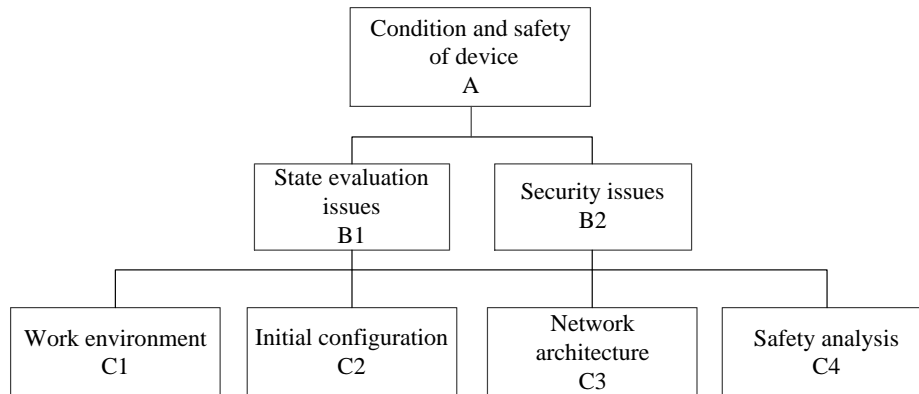 Condition and safety
of device
A
State evaluation
issues
B1
Security issues
B2
Work environment
C1
Initial configuration
C2
Network
architecture
C3
Safety analysis
C4